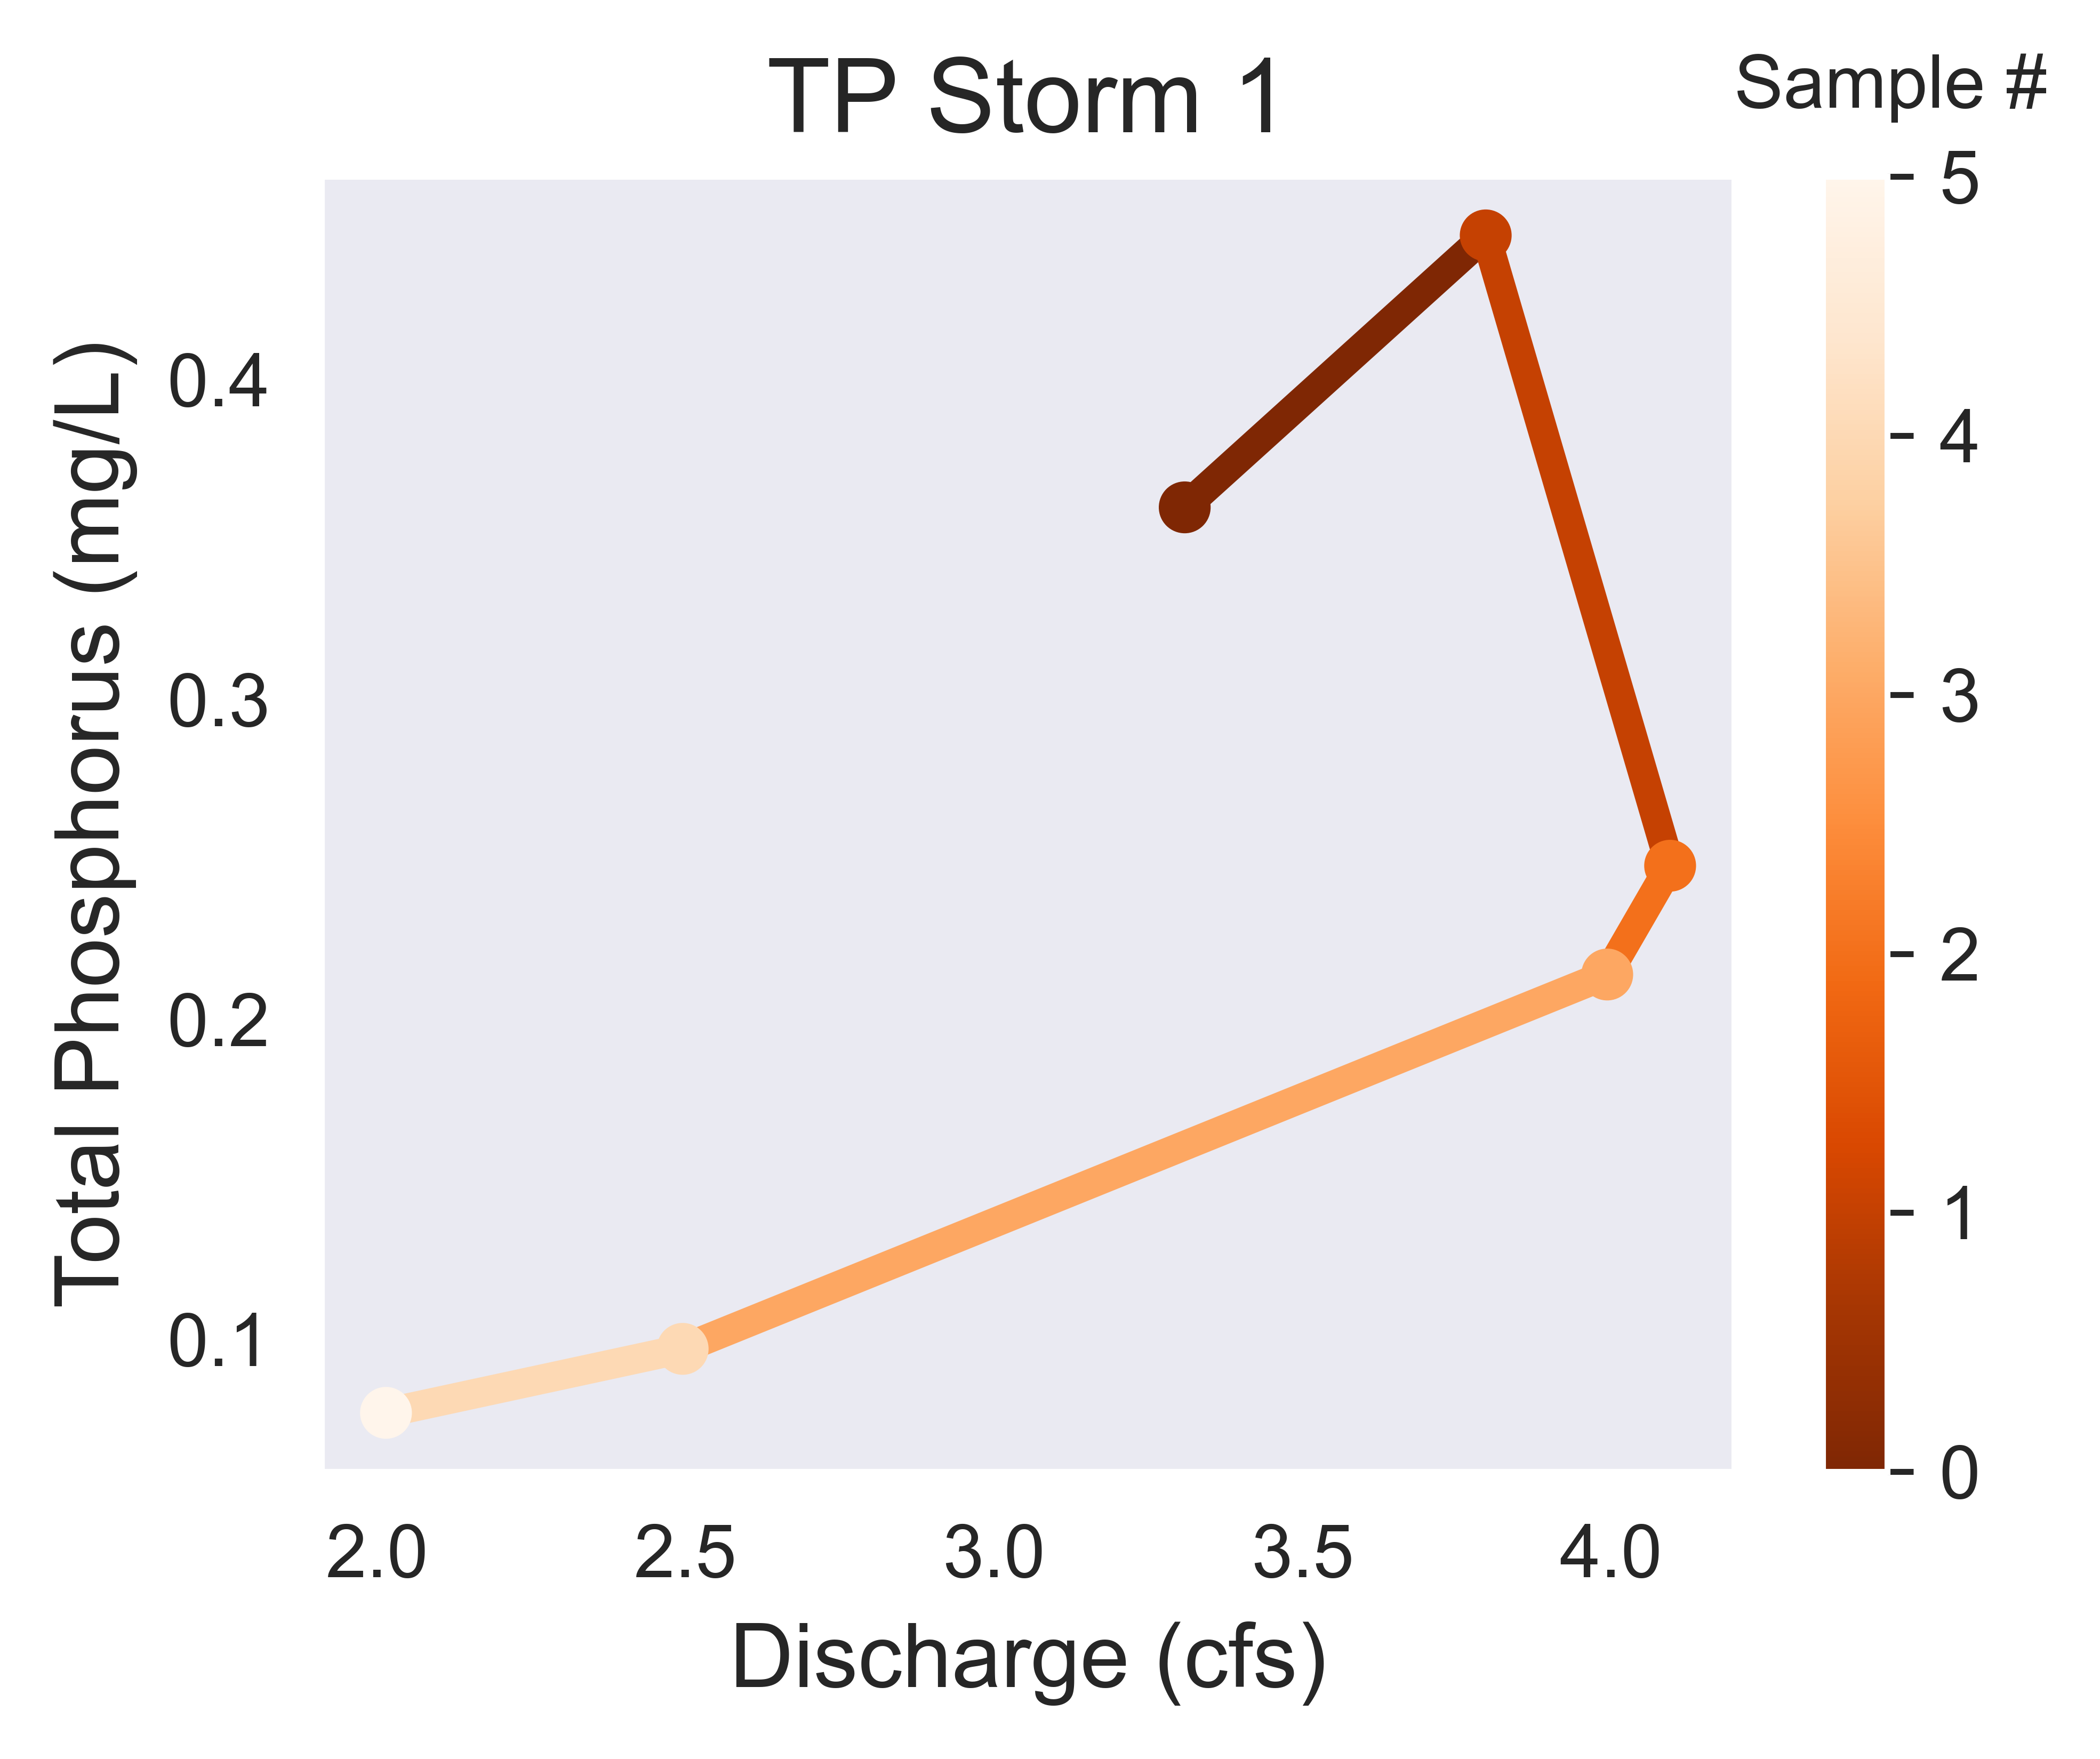 TP Storm 1
Sample #
5
4
3
2
1
0
Total Phosphorus (mg/L)
0.4
0.3
0.2
0.1
2.0 2.5 3.0 3.5 4.0
Discharge (cfs)